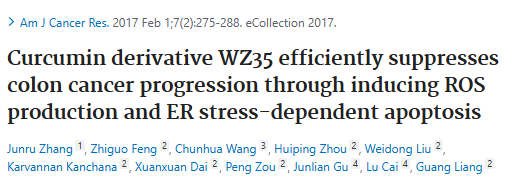 Am J Cancer Res. 2017 Feb 1;7(2):275-288. eCollection 2017.
Curcumin derivative WZ35 efficiently suppresses
colon cancer progression through inducing ROS
production and ER stress-dependent apoptosis
Junru Zhang 1, Zhiguo Feng 2, Chunhua Wang 3, Huiping Zhou 2, Weidong Liu 2,
Karvannan Kanchana 2, Xuanxuan Dai 2, Peng Zou 2, Junlian Gu 4, Lu Cai 4, Guang Liang 2